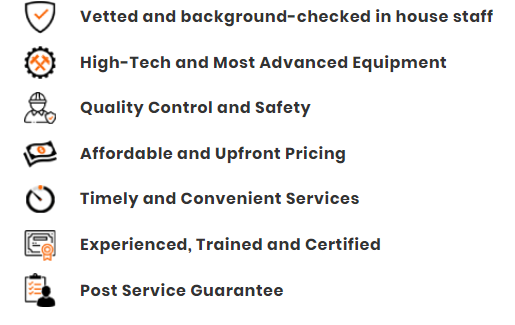 Vetted and background-checked in house staff
High-Tech and Most Advanced Equipment
Quality Control and Safety
Affordable and Upfront Pricing
Timely and Convenient Services
Experienced, Trained and Certified
Post Service Guarantee